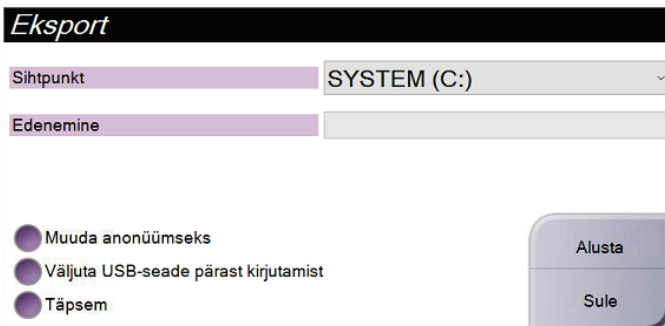 Eksport
Sihtpunkt SYSTEM (C:)
Edenemine
Muuda anonüümseks
Väljuta USB-seade pärast kirjutamist
Täpsem
Alusta
Sule